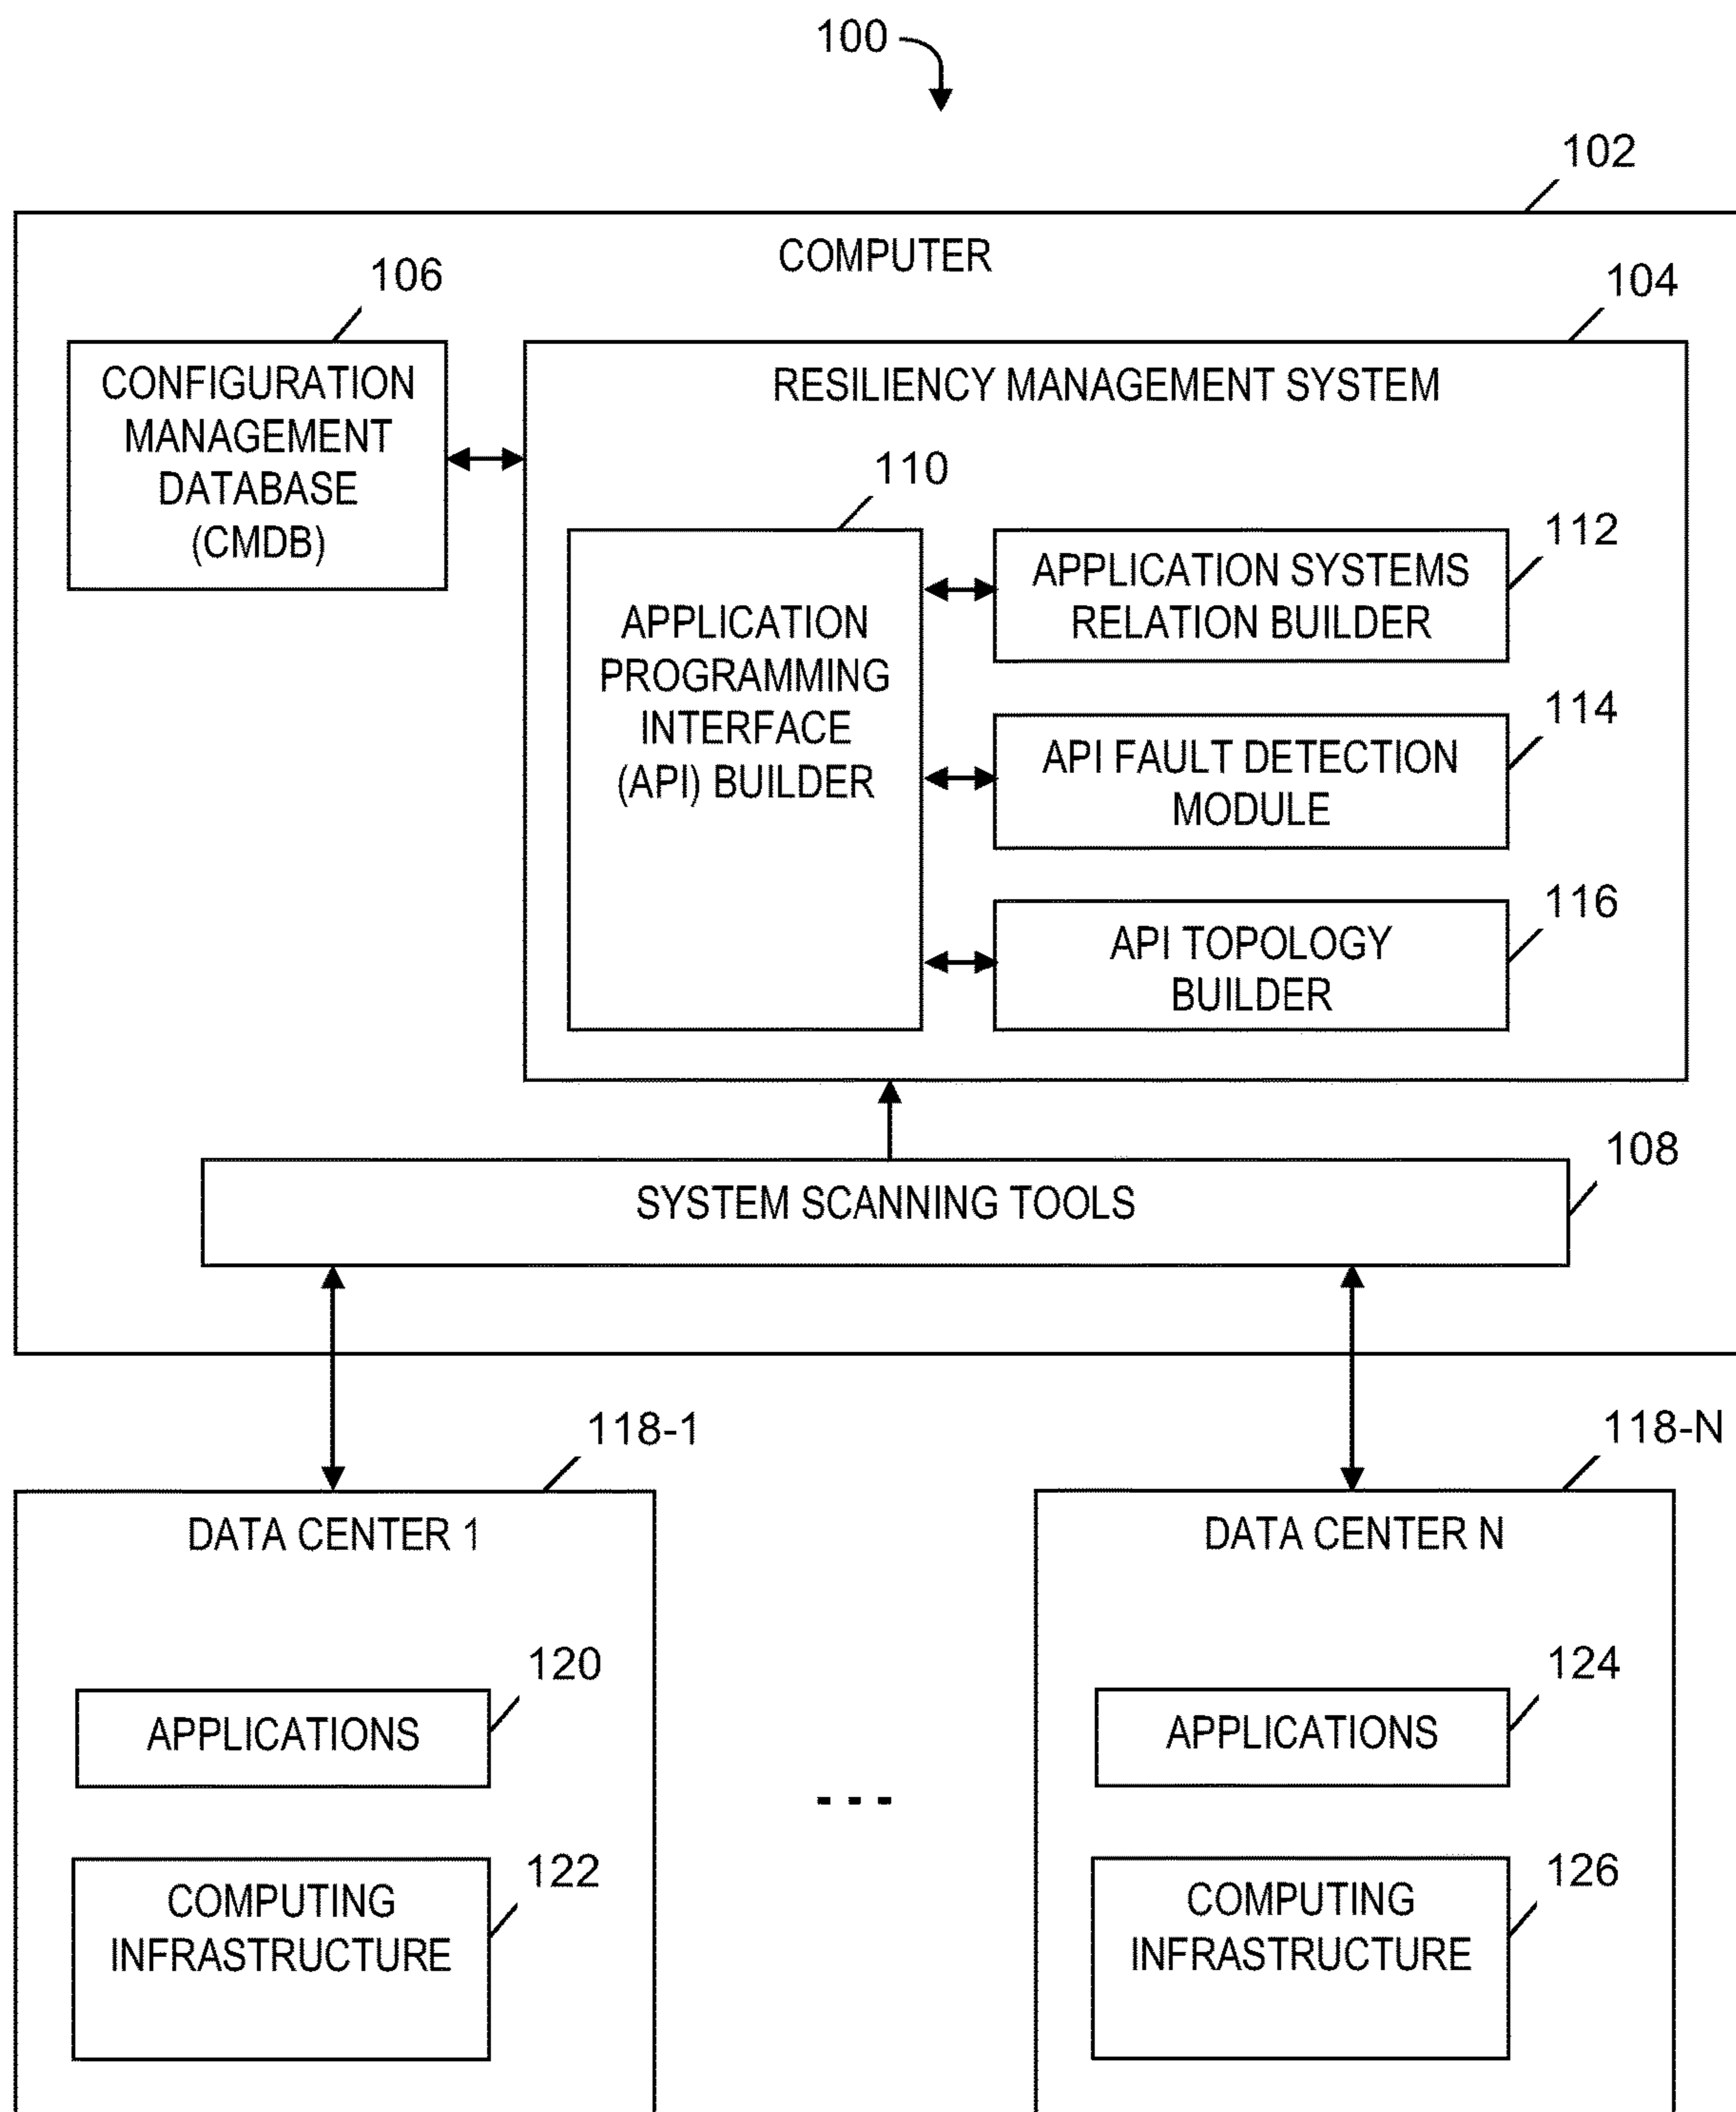 100
102
COMPUTER
106
104
CONFIGURATION
MANAGEMENT
DATABASE
(CMDB)
RESILIENCY MANAGEMENT SYSTEM
110
APPLICATION
PROGRAMMING
INTERFACE
(API) BUILDER
112
APPLICATION SYSTEMS
RELATION BUILDER
114
API FAULT DETECTION
MODULE
116
API TOPOLOGY
BUILDER
108
SYSTEM SCANNING TOOLS
118-1
DATA CENTER 1
120
APPLICATIONS
122
COMPUTING
INFRASTRUCTURE
...
118-N
DATA CENTER N
124
APPLICATIONS
126
COMPUTING
INFRASTRUCTURE